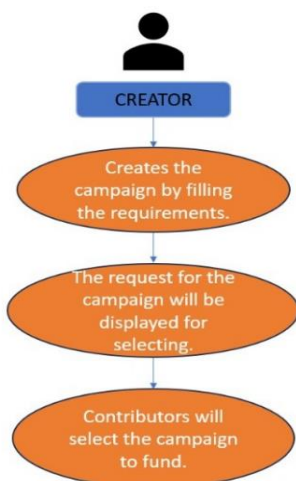 CREATOR
Creates the
campaign by filling
the requirements.
The request for the
campaign will be
displayed for
selecting.
Contributors will
select the campaign
to fund.